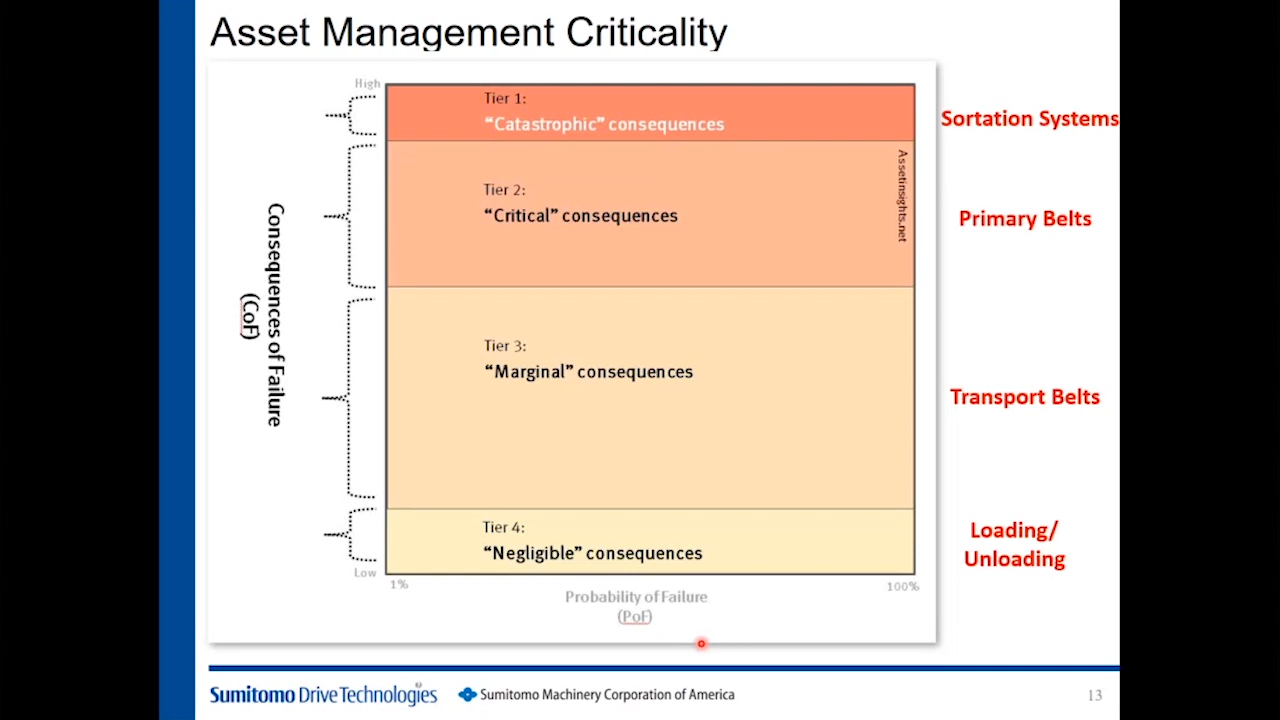 Asset Management Criticality
High
Tier 1:
“Catastrophic” consequences
Sortation Systems
Assetinsights.net
Tier 2:
“Critical” consequences
Primary Belts
Consequences of Failure
(CoF)
Tier 3:
“Marginal” consequences
Transport Belts
Tier 4:
“Negligible” consequences
Loading/
Unloading
Low
1%
100%
Probability of Failure
(PoF)
Sumitomo Drive Technologies
Sumitomo Machinery Corporation of America
13